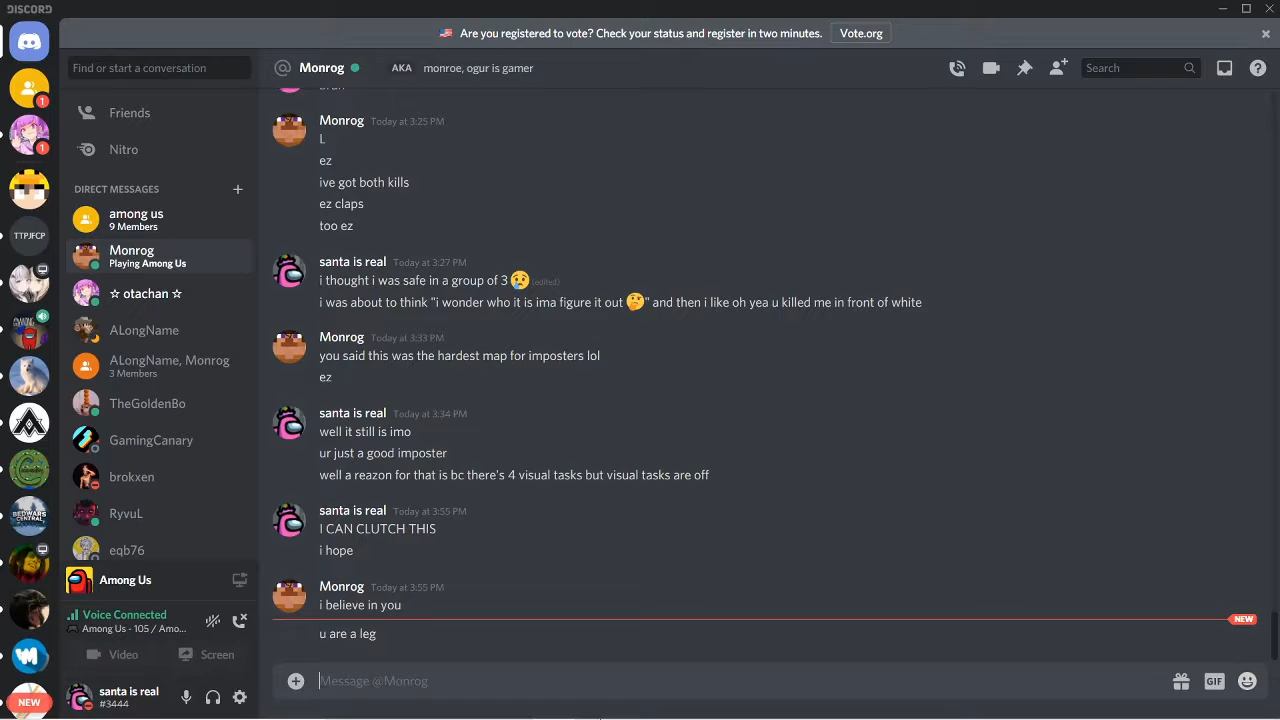 DISCORD
Are you registered to vote? Check your status and register in two minutes. Vote.org
Find or start a conversation
Monrog AKA monroe, ogur is gamer
Search
Friends
Nitro
DIRECT MESSAGES
among us
9 Members
Monrog
Playing Among Us
☆ otachan ☆
ALongName
ALongName, Monrog
3 Members
TheGoldenBo
GamingCanary
brokxen
RyvuL
eqb76
Among Us
Voice Connected
Among Us - 105 / Amo...
Video Screen
santa is real
#3444
1
1
TTPJFCP
NEW
Monrog Today at 3:25 PM
L
ez
ive got both kills
ez claps
too ez
santa is real Today at 3:27 PM
i thought i was safe in a group of 3 😢 (edited)
i was about to think "i wonder who it is ima figure it out 🤔" and then i like oh yea u killed me in front of white
Monrog Today at 3:33 PM
you said this was the hardest map for imposters lol
ez
santa is real Today at 3:34 PM
well it still is imo
ur just a good imposter
well a reazon for that is bc there's 4 visual tasks but visual tasks are off
santa is real Today at 3:55 PM
I CAN CLUTCH THIS
i hope
Monrog Today at 3:55 PM
i believe in you
NEW
u are a leg
Message @Monrog
GIF